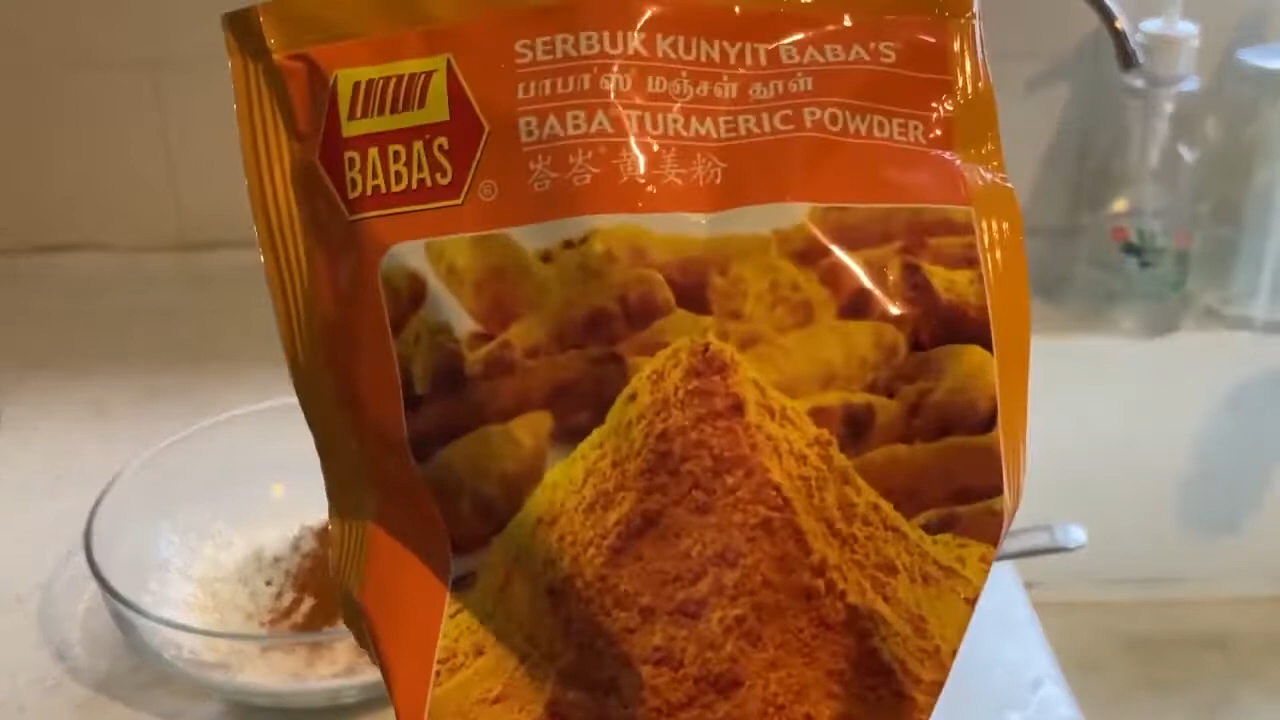 BABA'S
®
SERBUK KUNYIT BABA'S
பாபா'ஸ் மஞ்சள் தூள்
BABA TURMERIC POWDER
峇峇 黄姜粉